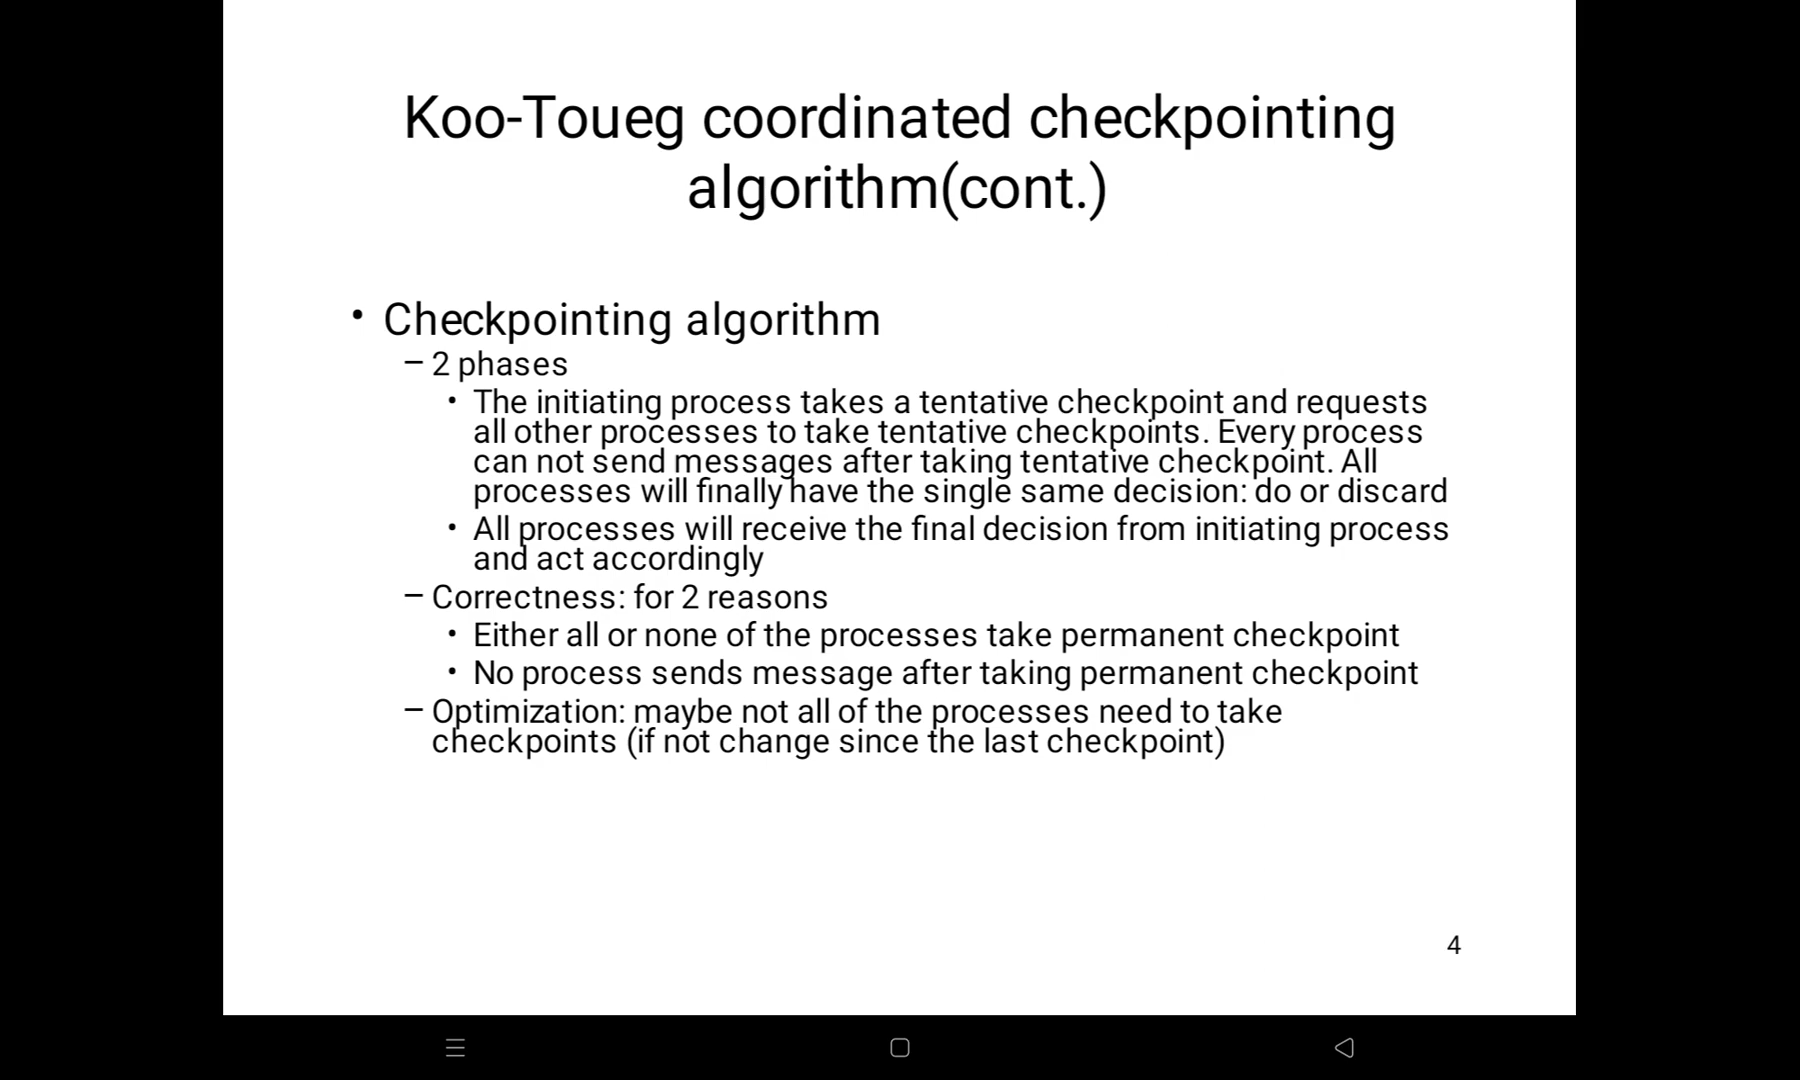 Koo-Toueg coordinated checkpointing
algorithm(cont.)
• Checkpointing algorithm
– 2 phases
• The initiating process takes a tentative checkpoint and requests
all other processes to take tentative checkpoints. Every process
can not send messages after taking tentative checkpoint. All
processes will finally have the single same decision: do or discard
• All processes will receive the final decision from initiating process
and act accordingly
– Correctness: for 2 reasons
• Either all or none of the processes take permanent checkpoint
• No process sends message after taking permanent checkpoint
– Optimization: maybe not all of the processes need to take
checkpoints (if not change since the last checkpoint)
4